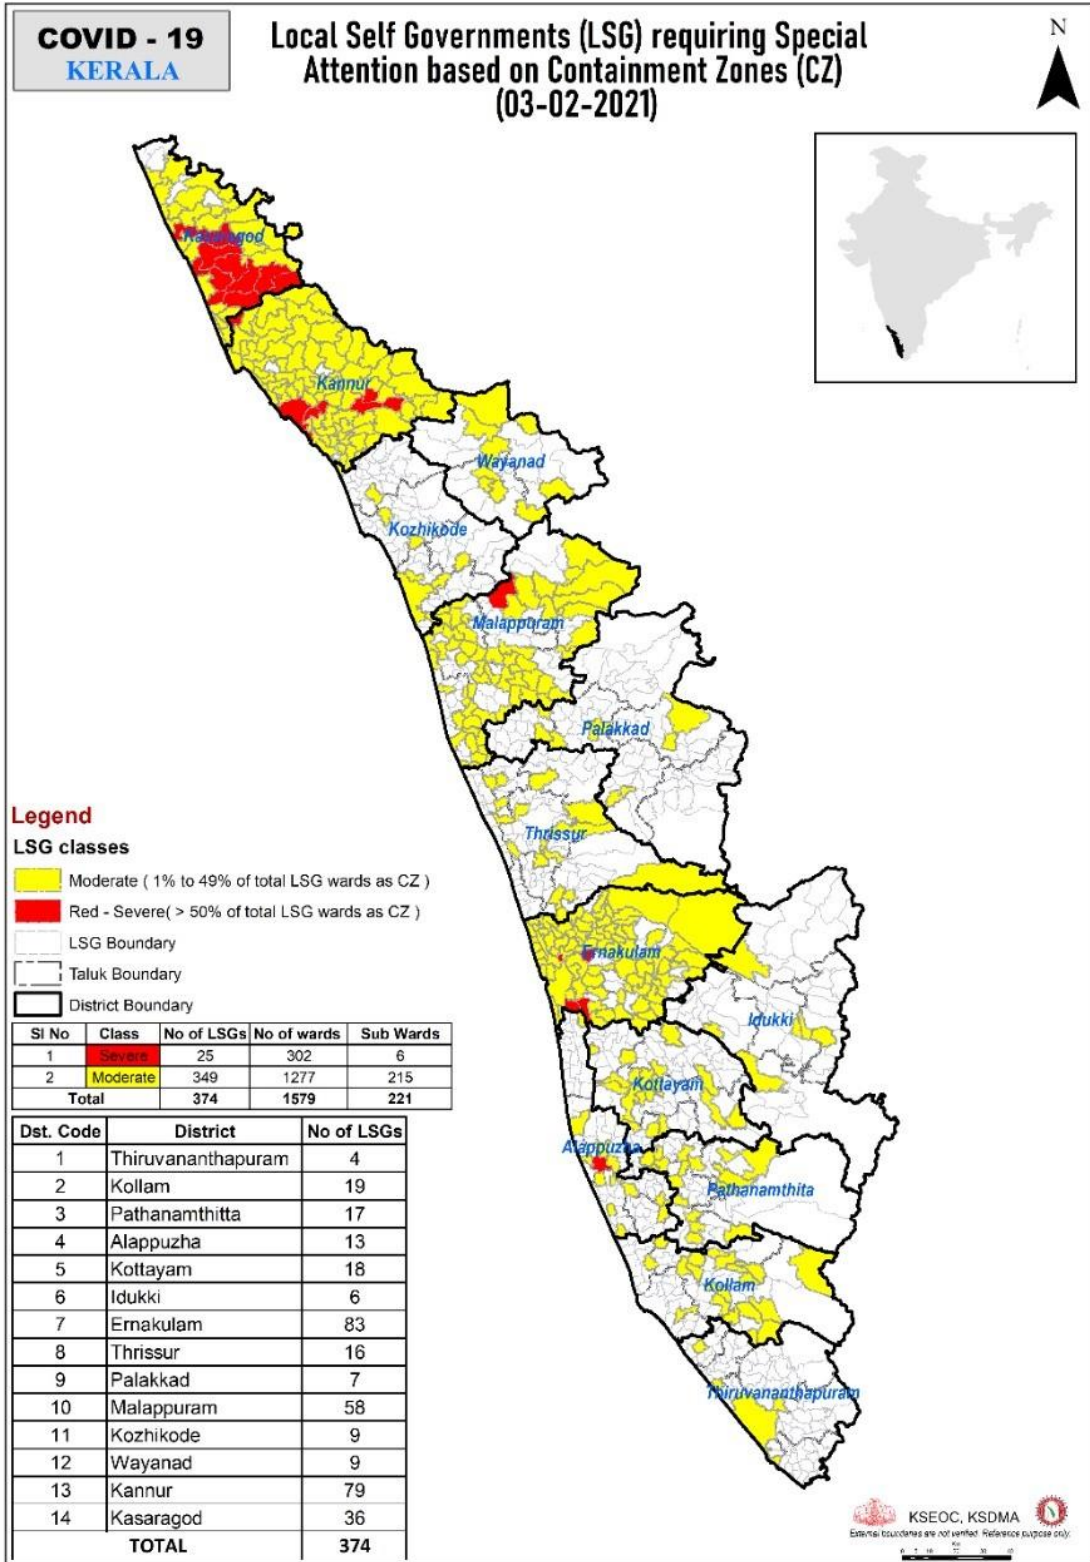 COVID - 19
KERALA
Local Self Governments (LSG) requiring Special
Attention based on Containment Zones (CZ)
(03-02-2021)
N
Kasaragod
Kannur
Wayanad
Kozhikode
Malappuram
Palakkad
Thrissur
Ernakulam
Idukki
Kottayam
Alappuzha
Pathanamthita
Kollam
Thiruvananthapuram
Legend
LSG classes
Moderate ( 1% to 49% of total LSG wards as CZ )
Red - Severe( > 50% of total LSG wards as CZ )
LSG Boundary
Taluk Boundary
District Boundary
Sl No Class No of LSGs No of wards Sub Wards
1 Severe 25 302 6
2 Moderate 349 1277 215
Total 374 1579 221
Dst. Code District No of LSGs
1 Thiruvananthapuram 4
2 Kollam 19
3 Pathanamthitta 17
4 Alappuzha 13
5 Kottayam 18
6 Idukki 6
7 Ernakulam 83
8 Thrissur 16
9 Palakkad 7
10 Malappuram 58
11 Kozhikode 9
12 Wayanad 9
13 Kannur 79
14 Kasaragod 36
TOTAL 374
KSEOC, KSDMA
External boundaries are not verified. Reference purpose only.